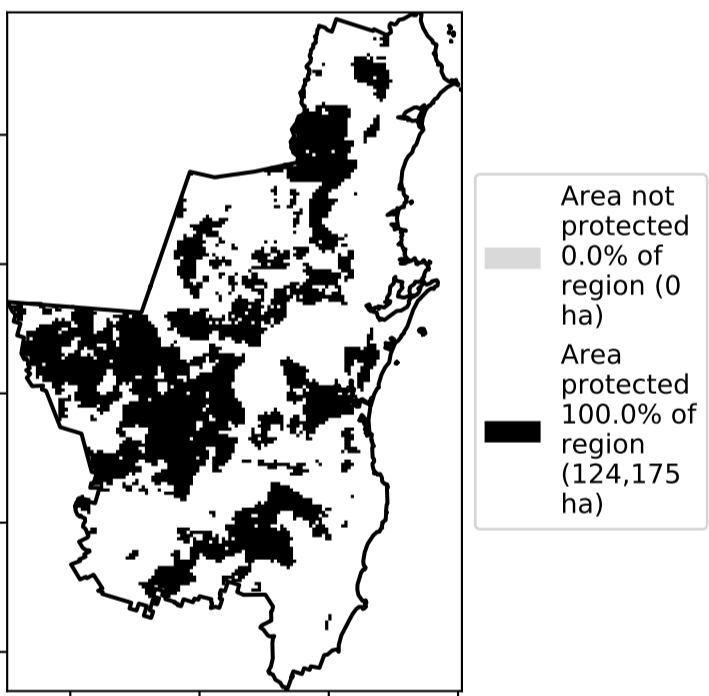 Area not
protected
0.0% of
region (0
ha)
Area
protected
100.0% of
region
(124,175
ha)